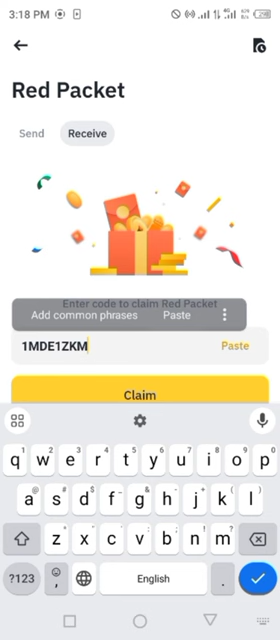 3:18 PM
Red Packet
Send Receive
Enter code to claim Red Packet
Add common phrases Paste
1MDE1ZKM Paste
Claim
q w e r t y u i o p
a s d f g h j k l
z x c v b n m
?123 , English .